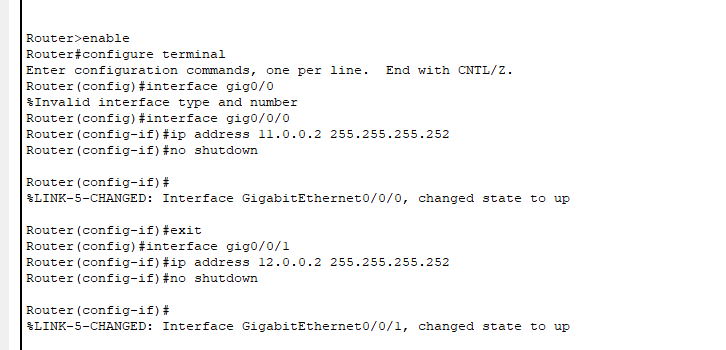 Router>enable
Router#configure terminal
Enter configuration commands, one per line.  End with CNTL/Z.
Router(config)#interface gig0/0
%Invalid interface type and number
Router(config)#interface gig0/0/0
Router(config-if)#ip address 11.0.0.2 255.255.255.252
Router(config-if)#no shutdown

Router(config-if)#
%LINK-5-CHANGED: Interface GigabitEthernet0/0/0, changed state to up

Router(config-if)#exit
Router(config)#interface gig0/0/1
Router(config-if)#ip address 12.0.0.2 255.255.255.252
Router(config-if)#no shutdown

Router(config-if)#
%LINK-5-CHANGED: Interface GigabitEthernet0/0/1, changed state to up